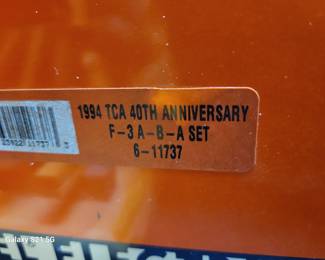 1994 TCA 40TH ANNIVERSARY
F-3 A-B-A SET
6-11737
Galaxy S21 5G